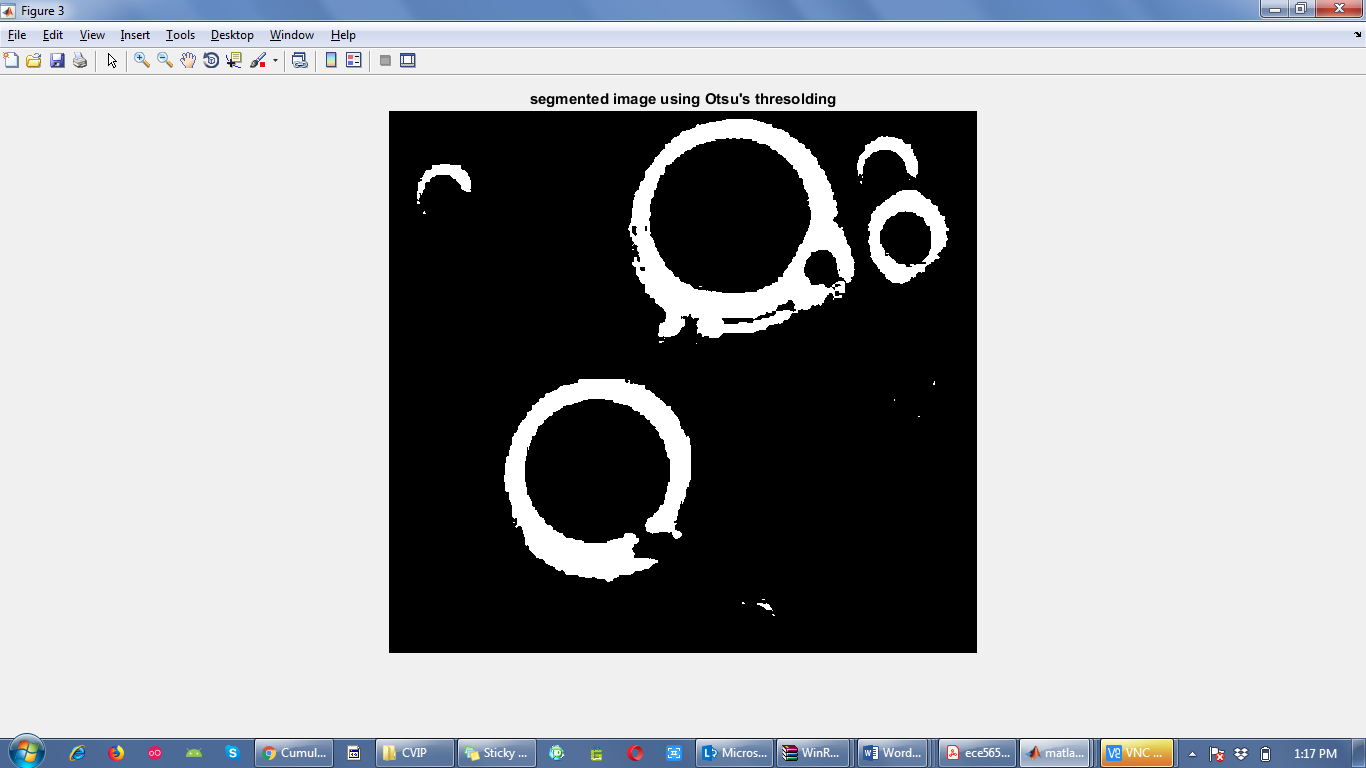 Figure 3
File Edit View Insert Tools Desktop Window Help
segmented image using Otsu's thresolding
Cumul... CVIP Sticky ... Micros... WinR... Word... ece565... matla... VNC ... 1:17 PM